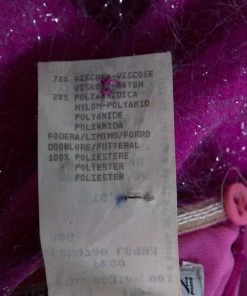 72% VISCOSA-VISCOSE
VISKOSE-RAYON
28% POLIAMIDICA
NYLON-POLYAMID
POLYAMIDE
POLIAMIDA
FODERA/LINING/FORRO
DOUBLURE/FUTTERAL
100% POLIESTERE
POLYESTER
POLIESTER